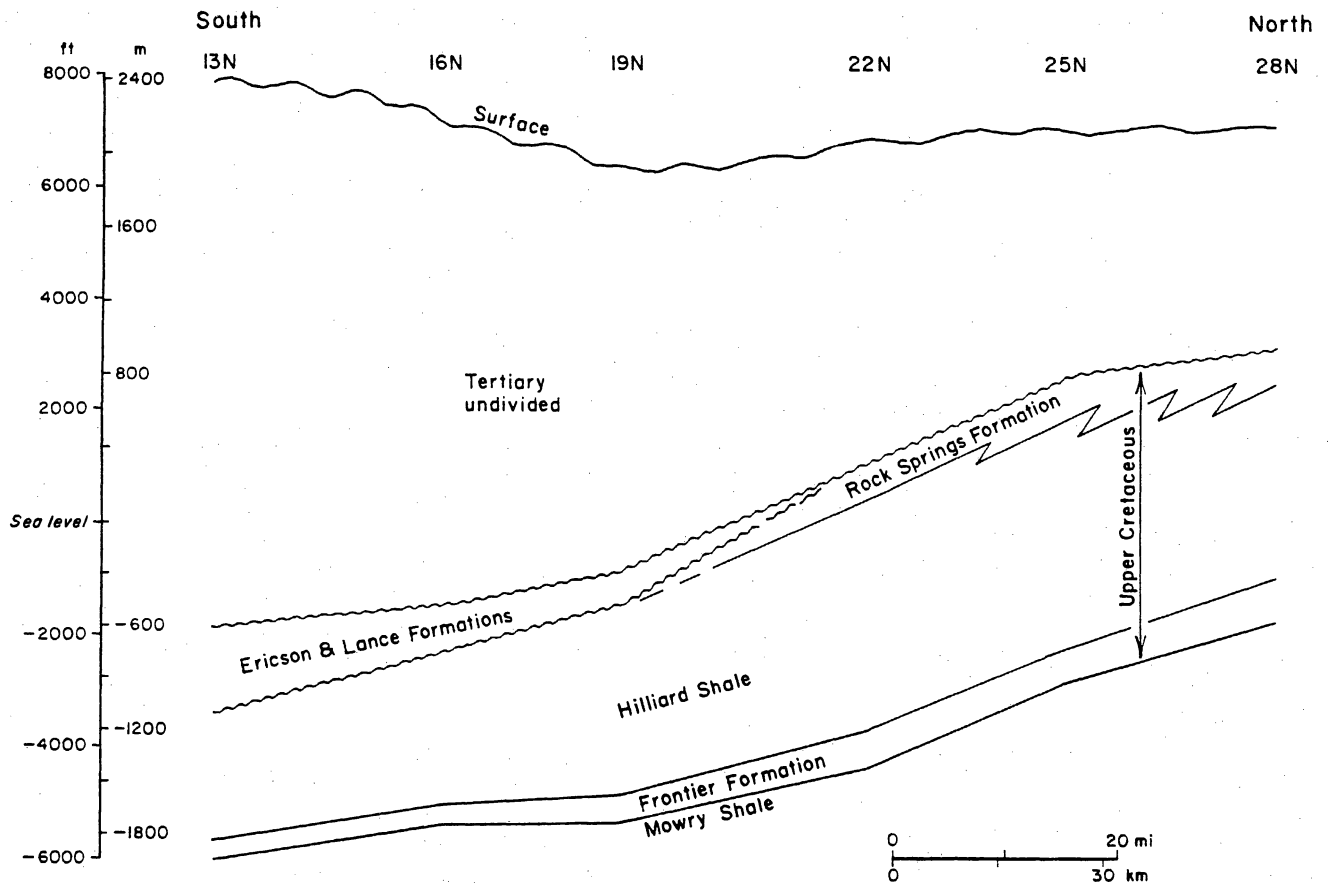 South
North
ft
m
13N
16N
19N
22N
25N
28N
8000
2400
Surface
6000
1600
4000
Tertiary
undivided
800
2000
Rock Springs Formation
Sea level
Upper Cretaceous
-600
-2000
Ericson & Lance Formations
Hilliard Shale
-1200
-4000
Frontier Formation
Mowry Shale
-1800
-6000
0
20 mi
0
30 km